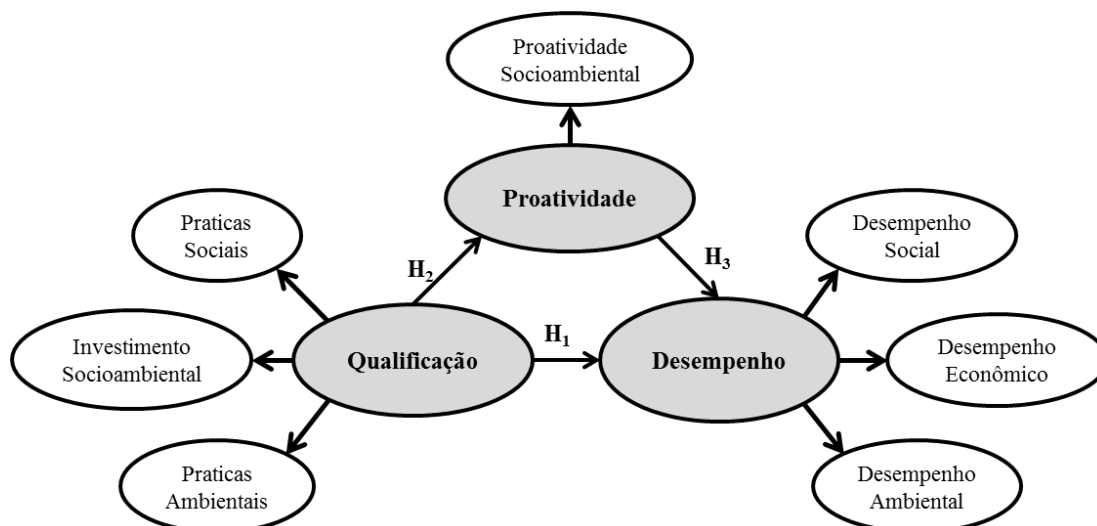 Proatividade
Socioambiental
Proatividade
Praticas
Sociais
Desempenho
Social
H₂
H₃
H₁
Investimento
Socioambiental
Qualificação
Desempenho
Desempenho
Econômico
Praticas
Ambientais
Desempenho
Ambiental